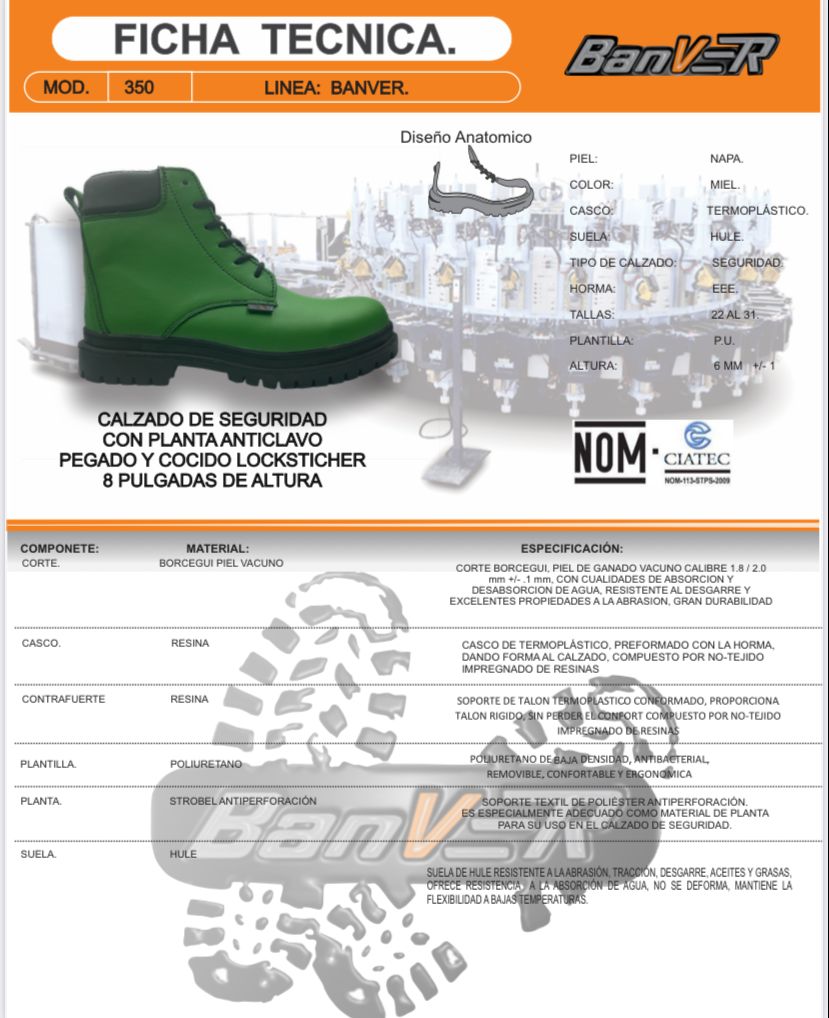 FICHA TECNICA.
BanVER
MOD. 350 LINEA: BANVER.
Diseño Anatomico
PIEL: NAPA.
COLOR: MIEL.
CASCO: TERMOPLÁSTICO.
SUELA: HULE.
TIPO DE CALZADO: SEGURIDAD.
HORMA: EEE.
TALLAS: 22 AL 31.
PLANTILLA: P.U.
ALTURA: 6 MM +/- 1
CALZADO DE SEGURIDAD
CON PLANTA ANTICLAVO
PEGADO Y COCIDO LOCKSTICHER
8 PULGADAS DE ALTURA
NOM - CIATEC
NOM-113-STPS-2009
COMPONETE: MATERIAL: ESPECIFICACIÓN:
CORTE. BORCEGUI PIEL VACUNO
CORTE BORCEGUI, PIEL DE GANADO VACUNO CALIBRE 1.8 / 2.0
mm +/- .1 mm, CON CUALIDADES DE ABSORCION Y
DESABSORCION DE AGUA, RESISTENTE AL DESGARRE Y
EXCELENTES PROPIEDADES A LA ABRASION, GRAN DURABILIDAD
CASCO. RESINA
CASCO DE TERMOPLÀSTICO, PREFORMADO CON LA HORMA,
DANDO FORMA AL CALZADO, COMPUESTO POR NO-TEJIDO
IMPREGNADO DE RESINAS
CONTRAFUERTE RESINA
SOPORTE DE TALON TERMOPLASTICO CONFORMADO, PROPORCIONA
TALON RIGIDO, SIN PERDER EL CONFORT COMPUESTO POR NO-TEJIDO
IMPREGNADO DE RESINAS
PLANTILLA. POLIURETANO
POLIURETANO DE BAJA DENSIDAD, ANTIBACTERIAL,
REMOVIBLE, CONFORTABLE Y ERGONOMICA
PLANTA. STROBEL ANTIPERFORACIÓN
SOPORTE TEXTIL DE POLIÉSTER ANTIPERFORACIÓN.
ES ESPECIALMENTE ADECUADO COMO MATERIAL DE PLANTA
PARA SU USO EN EL CALZADO DE SEGURIDAD.
BanVER
SUELA. HULE
SUELA DE HULE RESISTENTE A LA ABRASIÓN, TRACCIÓN, DESGARRE, ACEITES Y GRASAS,
OFRECE RESISTENCIA A LA ABSORCIÓN DE AGUA, NO SE DEFORMA, MANTIENE LA
FLEXIBILIDAD A BAJAS TEMPERATURAS.